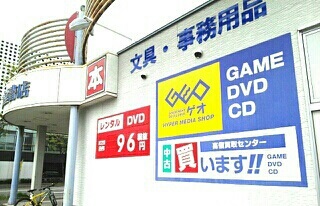 文具・事務用品
本
GEO
ゲオ
HYPER MEDIA SHOP
GAME
DVD
CD
レンタル DVD
96円
高価買取センター
中古
買います!!
GAME
DVD
CD